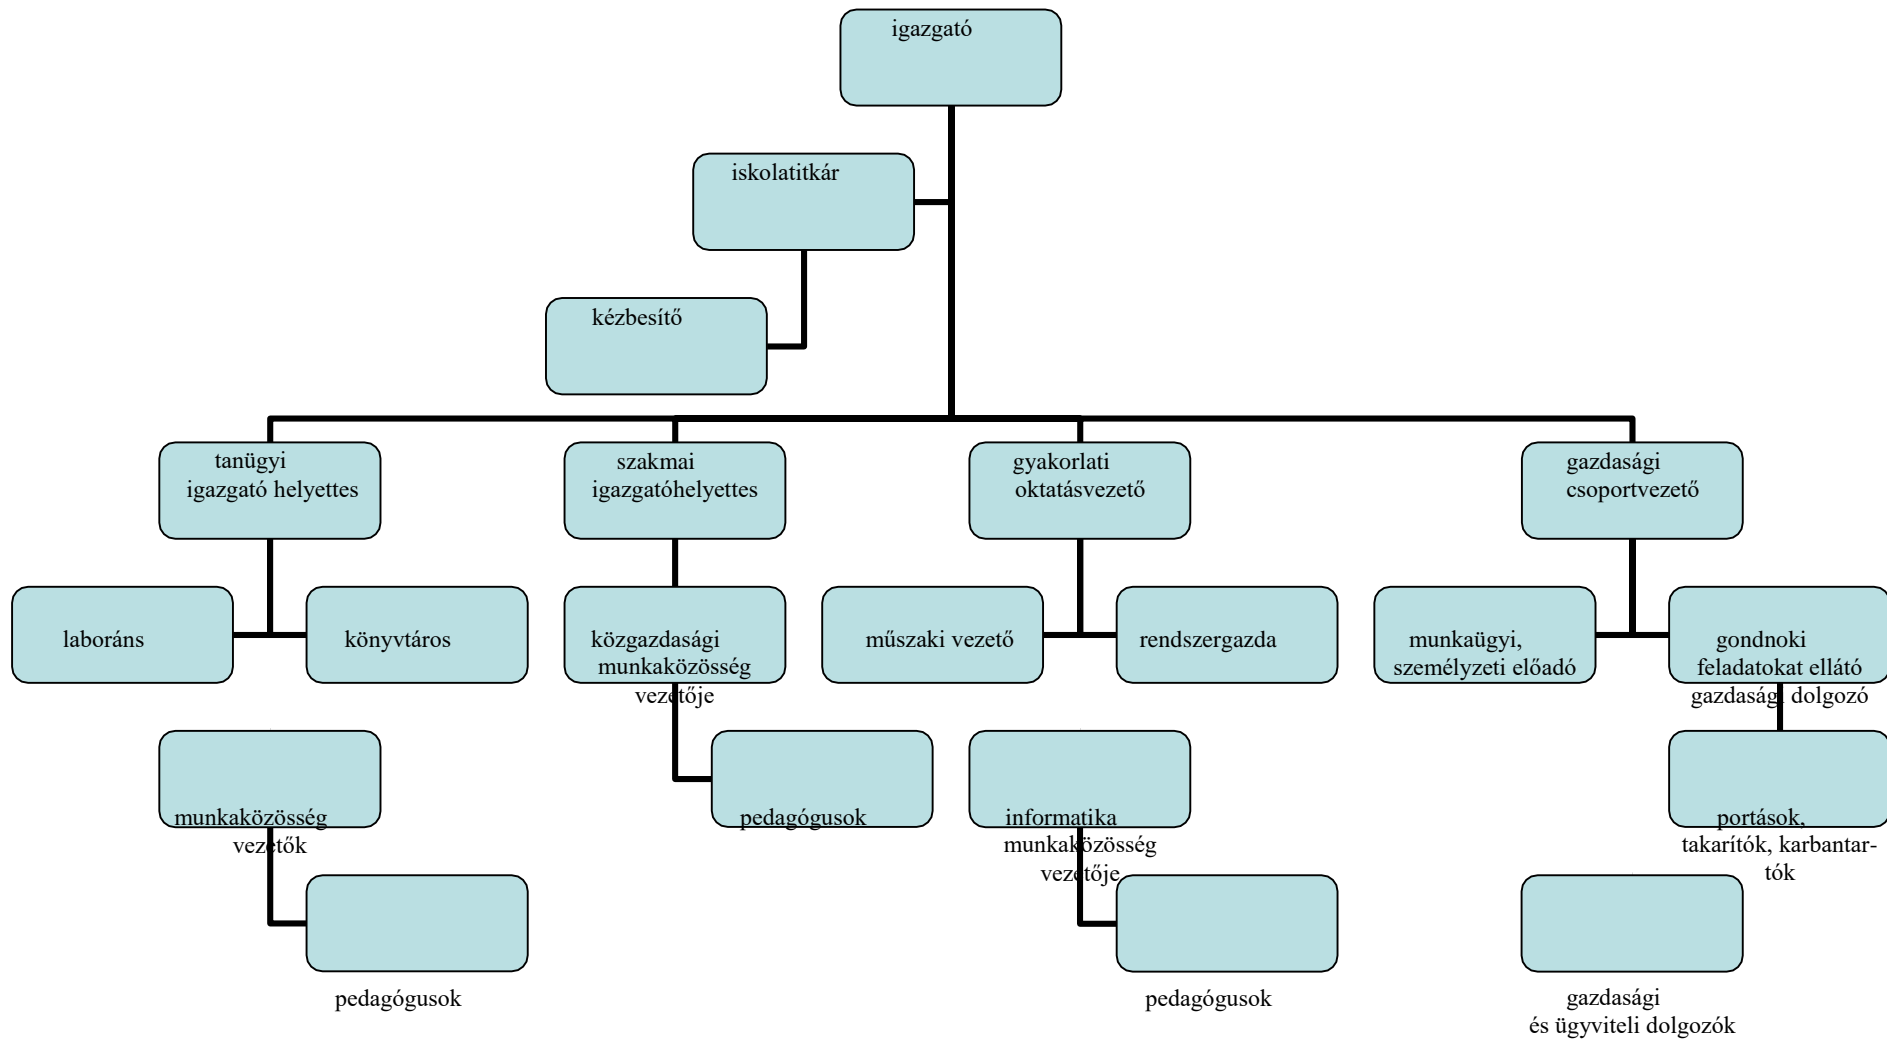 igazgató
iskolatitkár
kézbesítő
tanügyi
igazgató helyettes
szakmai
igazgatóhelyettes
gyakorlati
oktatásvezető
gazdasági
csoportvezető
laboráns
könyvtáros
közgazdasági
munkaközösség
vezetője
műszaki vezető
rendszergazda
munkaügyi,
személyzeti előadó
gondnoki
feladatokat ellátó
gazdasági dolgozó
munkaközösség
vezetők
pedagógusok
informatika
munkaközösség
vezetője
portások,
takarítók, karbantar-
tók
pedagógusok
pedagógusok
gazdasági
és ügyviteli dolgozók